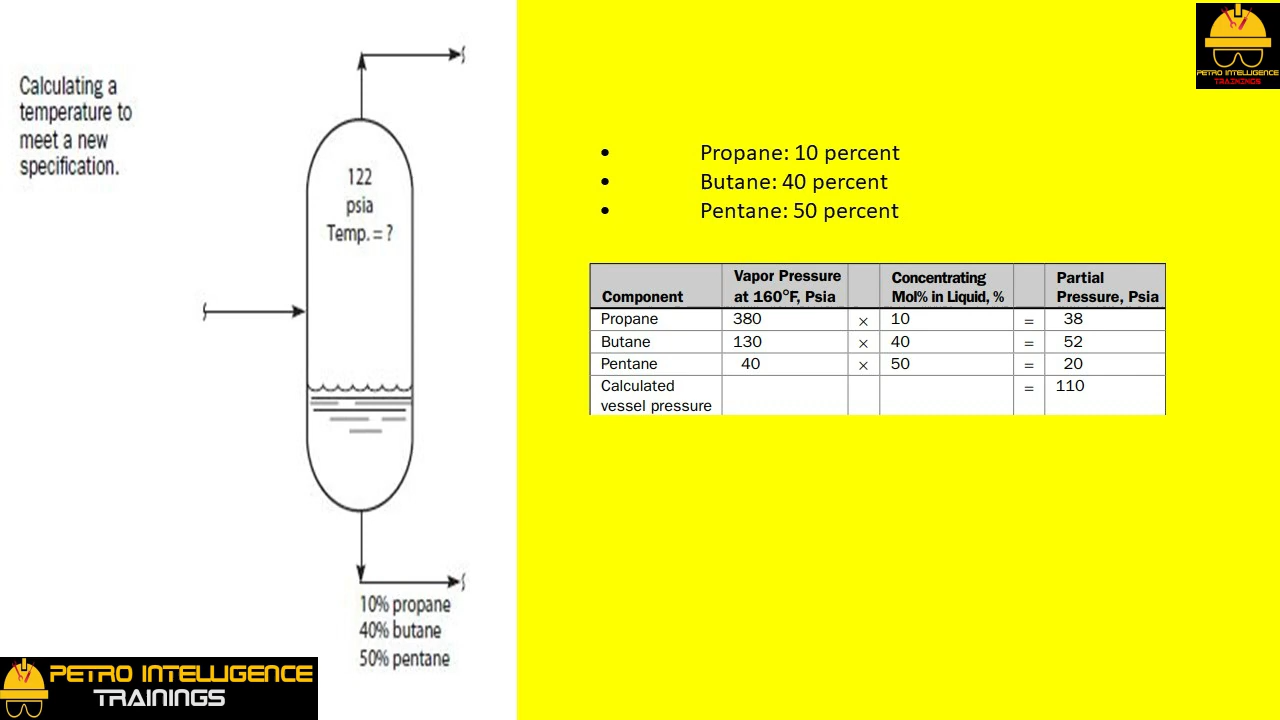 Calculating a
temperature to
meet a new
specification.
122
psia
Temp. = ?
10% propane
40% butane
50% pentane
PETRO INTELLIGENCE
TRAININGS
PETRO INTELLIGENCE
TRAININGS
• Propane: 10 percent
• Butane: 40 percent
• Pentane: 50 percent
Component Vapor Pressure at 160°F, Psia Concentrating Mol% in Liquid, % Partial Pressure, Psia
Propane 380 × 10 = 38
Butane 130 × 40 = 52
Pentane 40 × 50 = 20
Calculated vessel pressure = 110